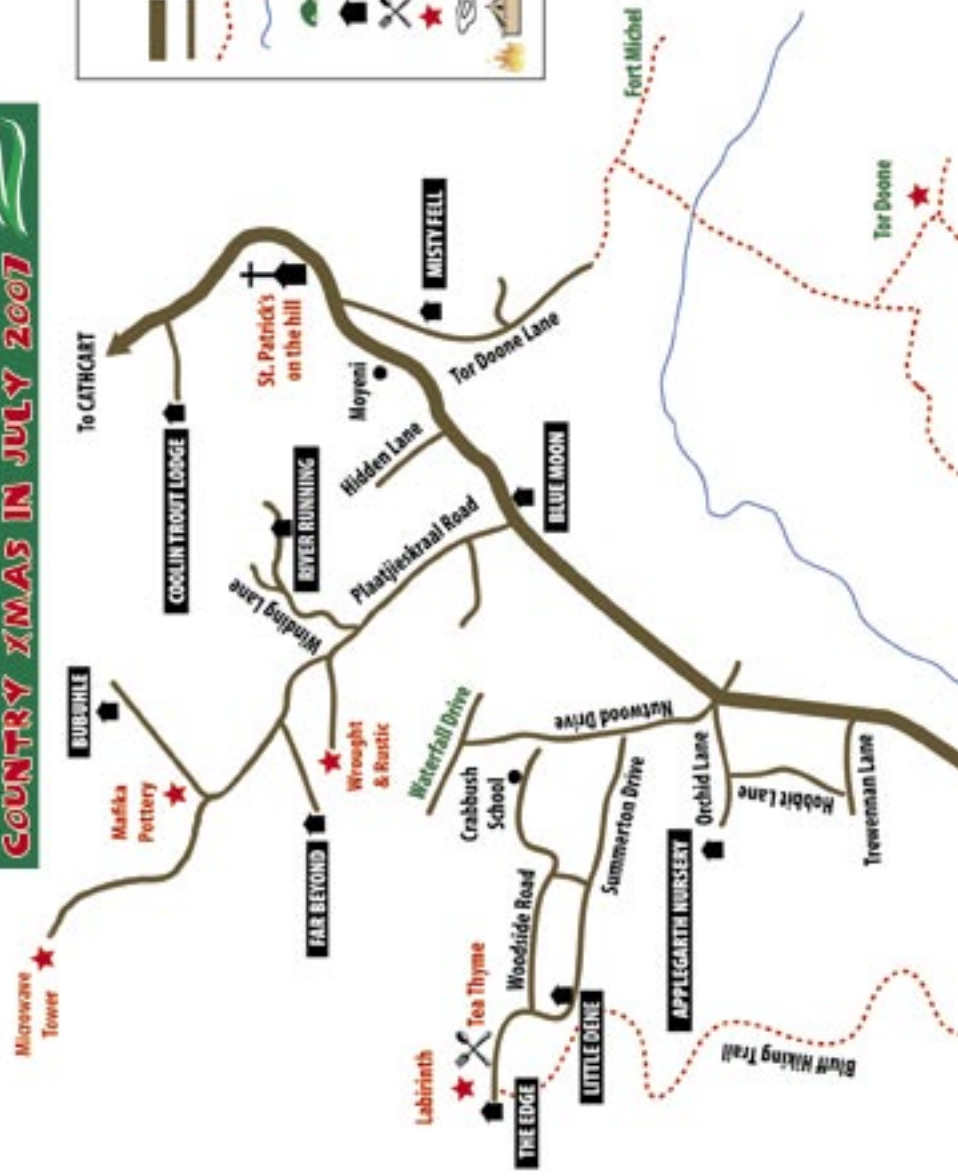 COUNTRY XMAS IN JULY 2007
Microwave
Tower
Mafika
Pottery
BUBUHLE
To CATHCART
COOLIN TROUT LODGE
St. Patrick's
on the hill
Winding Lane
RIVER RUNNING
Hidden Lane
Moyeni
MISTY FELL
FAR BEYOND
Wrought
& Rustic
Plaatjieskraal Road
Tor Doone Lane
Labirinth
Tea Thyme
Crabbush
School
Waterfall Drive
BLUE MOON
THE EDGE
Woodside Road
Nutwood Drive
Fort Michel
LITTLE DENE
Summerton Drive
APPLEGARTH NURSERY
Orchid Lane
Hobbit Lane
Bluff Hiking Trail
Trewennan Lane
Tor Doone